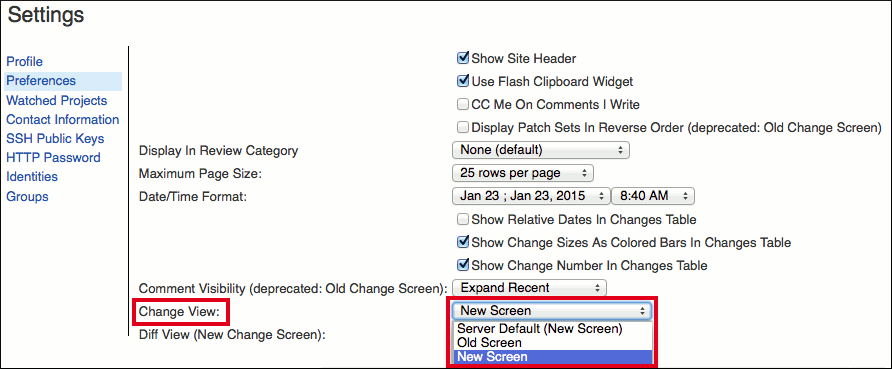 Settings
Profile
Preferences
Watched Projects
Contact Information
SSH Public Keys
HTTP Password
Identities
Groups
Show Site Header
Use Flash Clipboard Widget
CC Me On Comments I Write
Display Patch Sets In Reverse Order (deprecated: Old Change Screen)
Display In Review Category None (default)
Maximum Page Size: 25 rows per page
Date/Time Format: Jan 23 ; Jan 23, 2015 8:40 AM
Show Relative Dates In Changes Table
Show Change Sizes As Colored Bars In Changes Table
Show Change Number In Changes Table
Comment Visibility (deprecated: Old Change Screen): Expand Recent
Change View: New Screen
Server Default (New Screen)
Old Screen
New Screen
Diff View (New Change Screen):